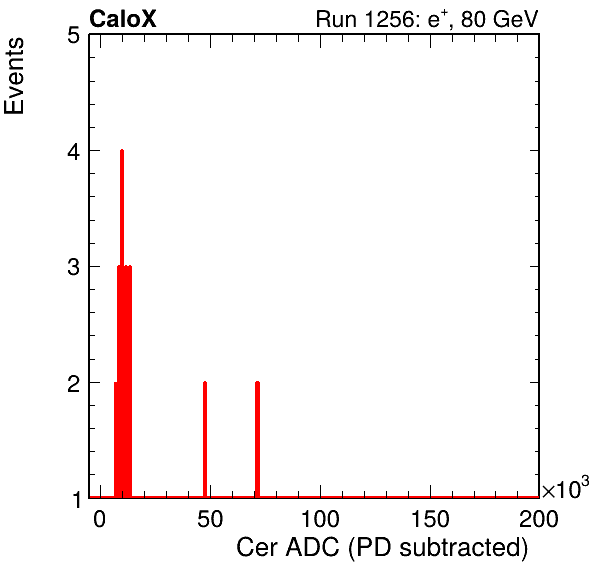 CaloX Run 1256: e⁺, 80 GeV
Events
5
4
3
2
1
×10³
0 50 100 150 200
Cer ADC (PD subtracted)